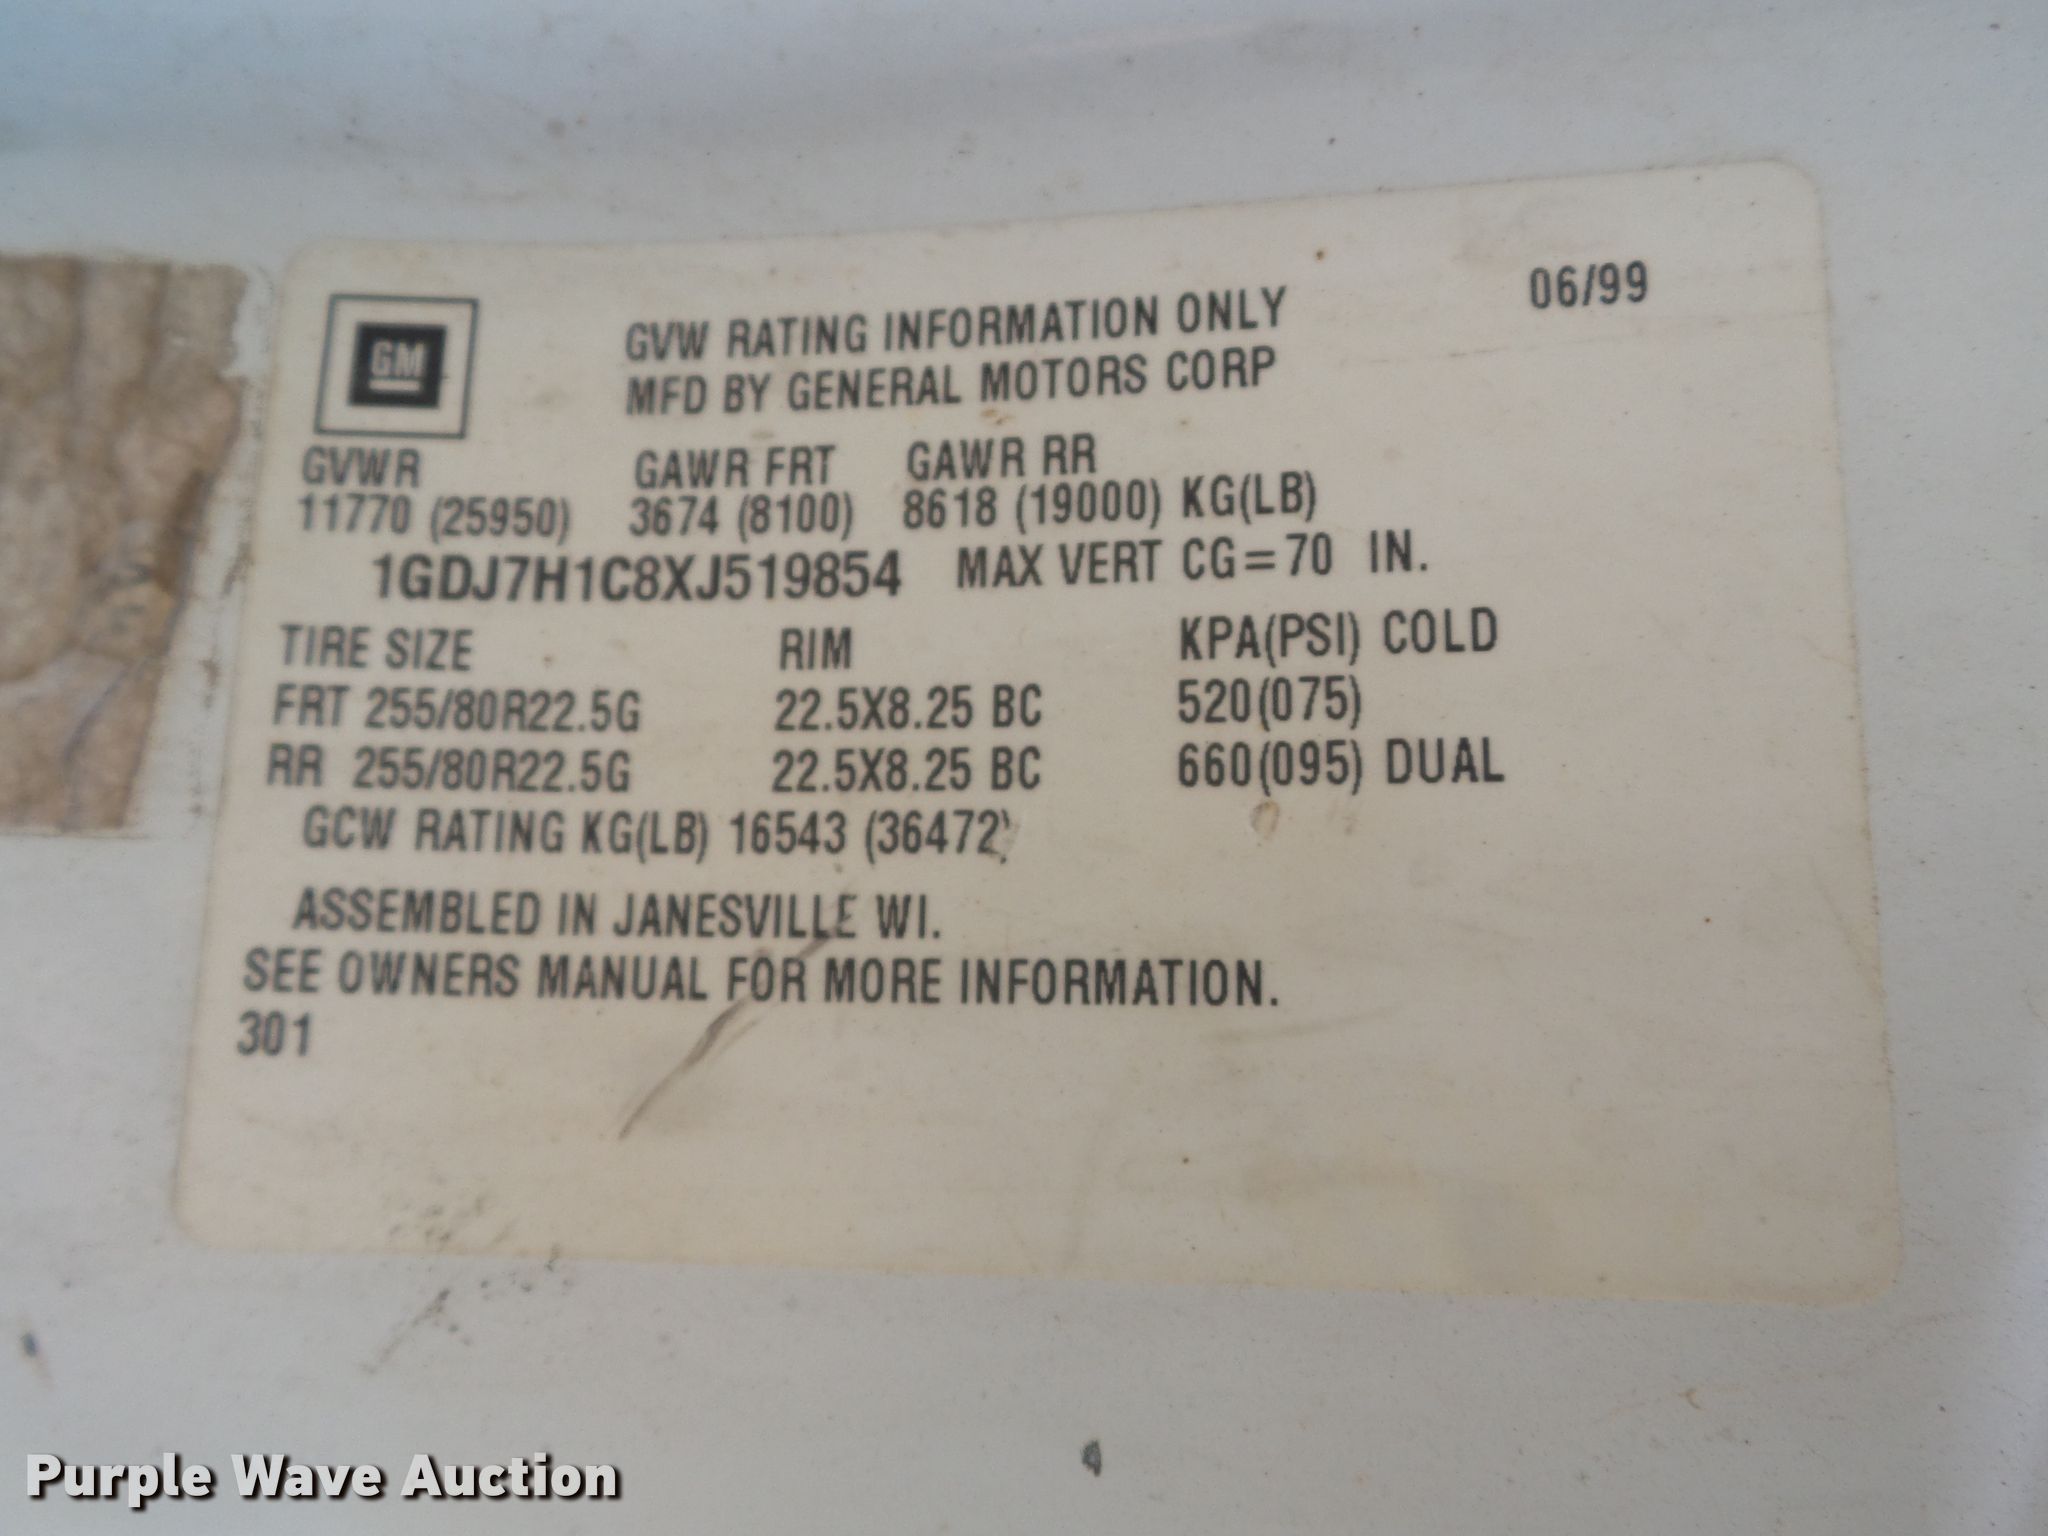 06/99
GM
GVW RATING INFORMATION ONLY
MFD BY GENERAL MOTORS CORP
GVWR GAWR FRT GAWR RR
11770 (25950) 3674 (8100) 8618 (19000) KG(LB)
1GDJ7H1C8XJ519854 MAX VERT CG=70 IN.
TIRE SIZE RIM KPA(PSI) COLD
FRT 255/80R22.5G 22.5X8.25 BC 520(075)
RR 255/80R22.5G 22.5X8.25 BC 660(095) DUAL
GCW RATING KG(LB) 16543 (36472)
ASSEMBLED IN JANESVILLE WI.
SEE OWNERS MANUAL FOR MORE INFORMATION.
301
Purple Wave Auction